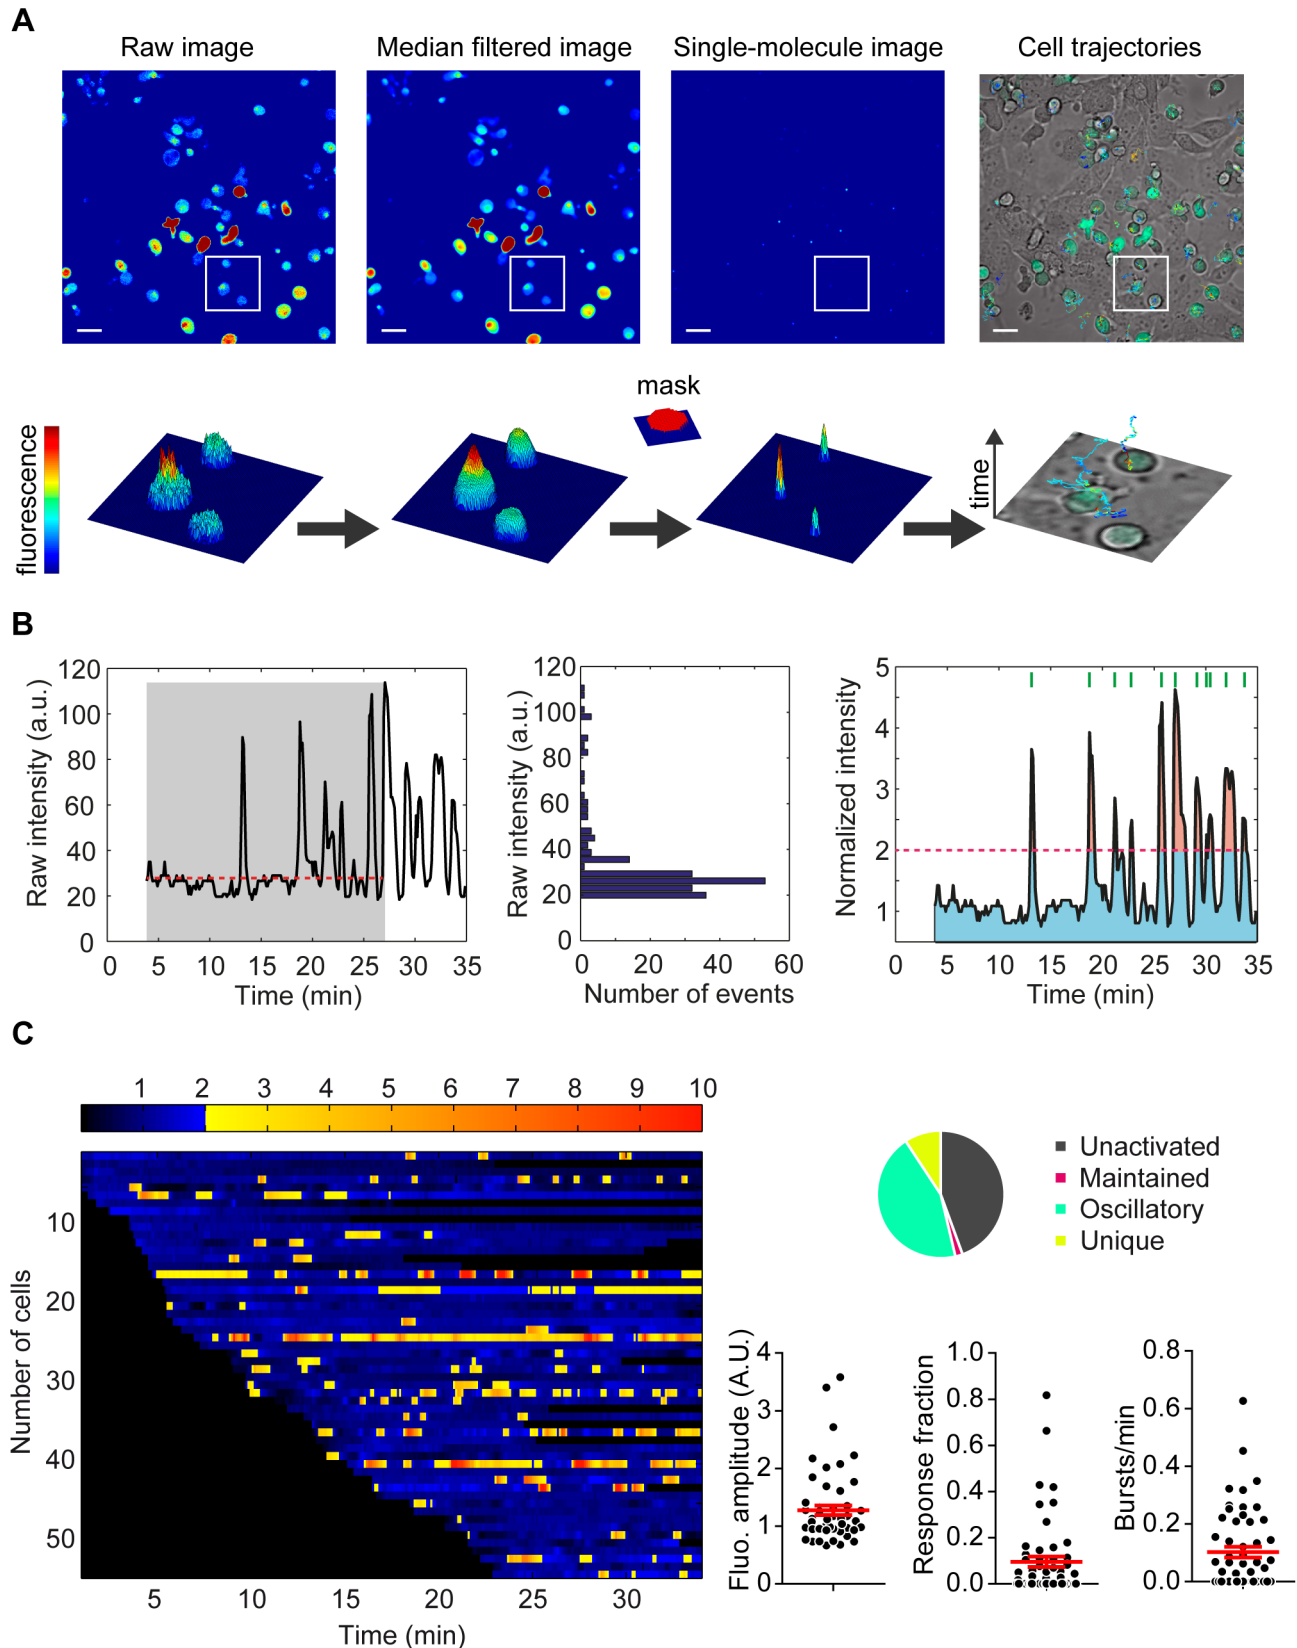 A
Raw image
Median filtered image
Single-molecule image
Cell trajectories
mask
fluorescence
time
B
120
100
80
60
40
20
0
Raw intensity (a.u.)
0 5 10 15 20 25 30 35
Time (min)
120
100
80
60
40
20
0
Raw intensity (a.u.)
0 20 40 60
Number of events
5
4
3
2
1
Normalized intensity
0 5 10 15 20 25 30 35
Time (min)
C
1 2 3 4 5 6 7 8 9 10
10
20
30
40
50
Number of cells
5 10 15 20 25 30
Time (min)
Unactivated
Maintained
Oscillatory
Unique
4
3
2
1
0
Fluo. amplitude (A.U.)
1.0
0.8
0.6
0.4
0.2
0.0
Response fraction
0.8
0.6
0.4
0.2
0.0
Bursts/min